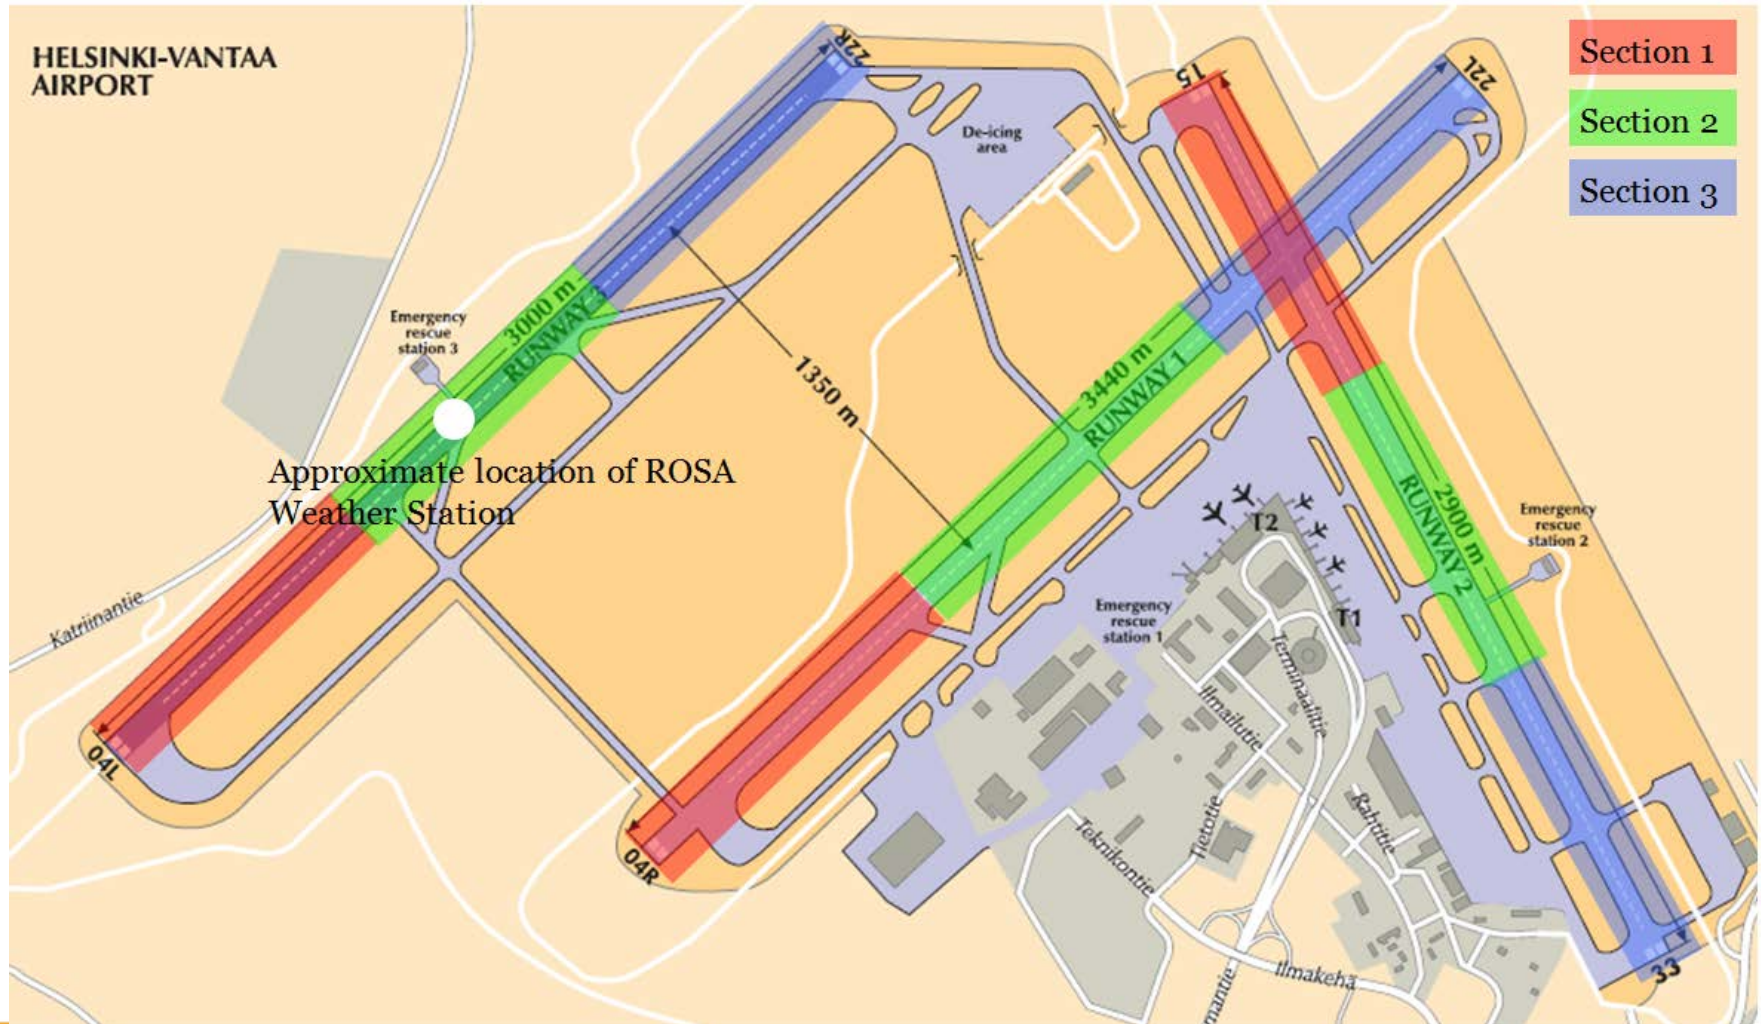 HELSINKI-VANTAA
AIRPORT
Section 1
Section 2
Section 3
22R
15
22L
De-icing
area
3000 m
RUNWAY 3
Emergency
rescue
station 3
1350 m
3440 m
RUNWAY 1
Approximate location of ROSA
Weather Station
2900 m
RUNWAY 2
T2
Emergency
rescue
station 2
Katriinantie
Emergency
rescue
station 1
T1
Terminaalitie
Ilmailutie
04L
Tietotie
Rahtitie
Teknikontie
04R
Ilmakehä
33